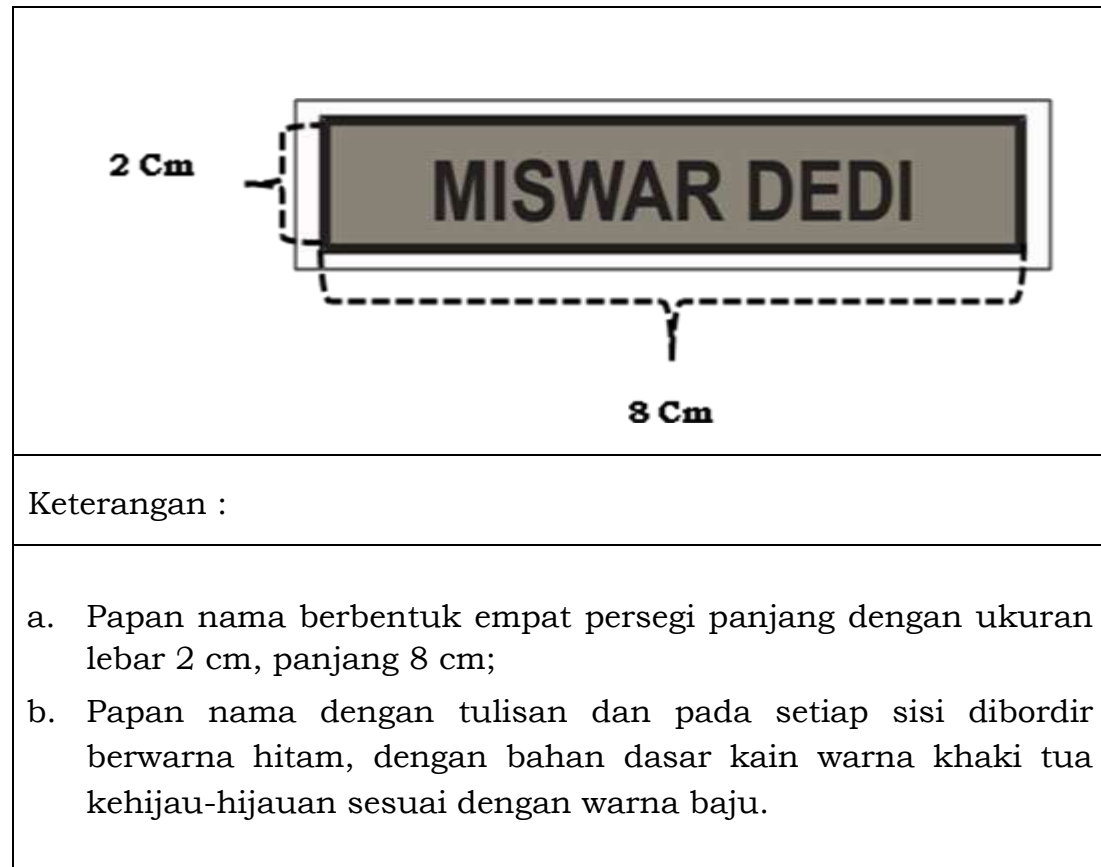 2 Cm
MISWAR DEDI
8 Cm
Keterangan :
a. Papan nama berbentuk empat persegi panjang dengan ukuran
lebar 2 cm, panjang 8 cm;
b. Papan nama dengan tulisan dan pada setiap sisi dibordir
berwarna hitam, dengan bahan dasar kain warna khaki tua
kehijau-hijauan sesuai dengan warna baju.